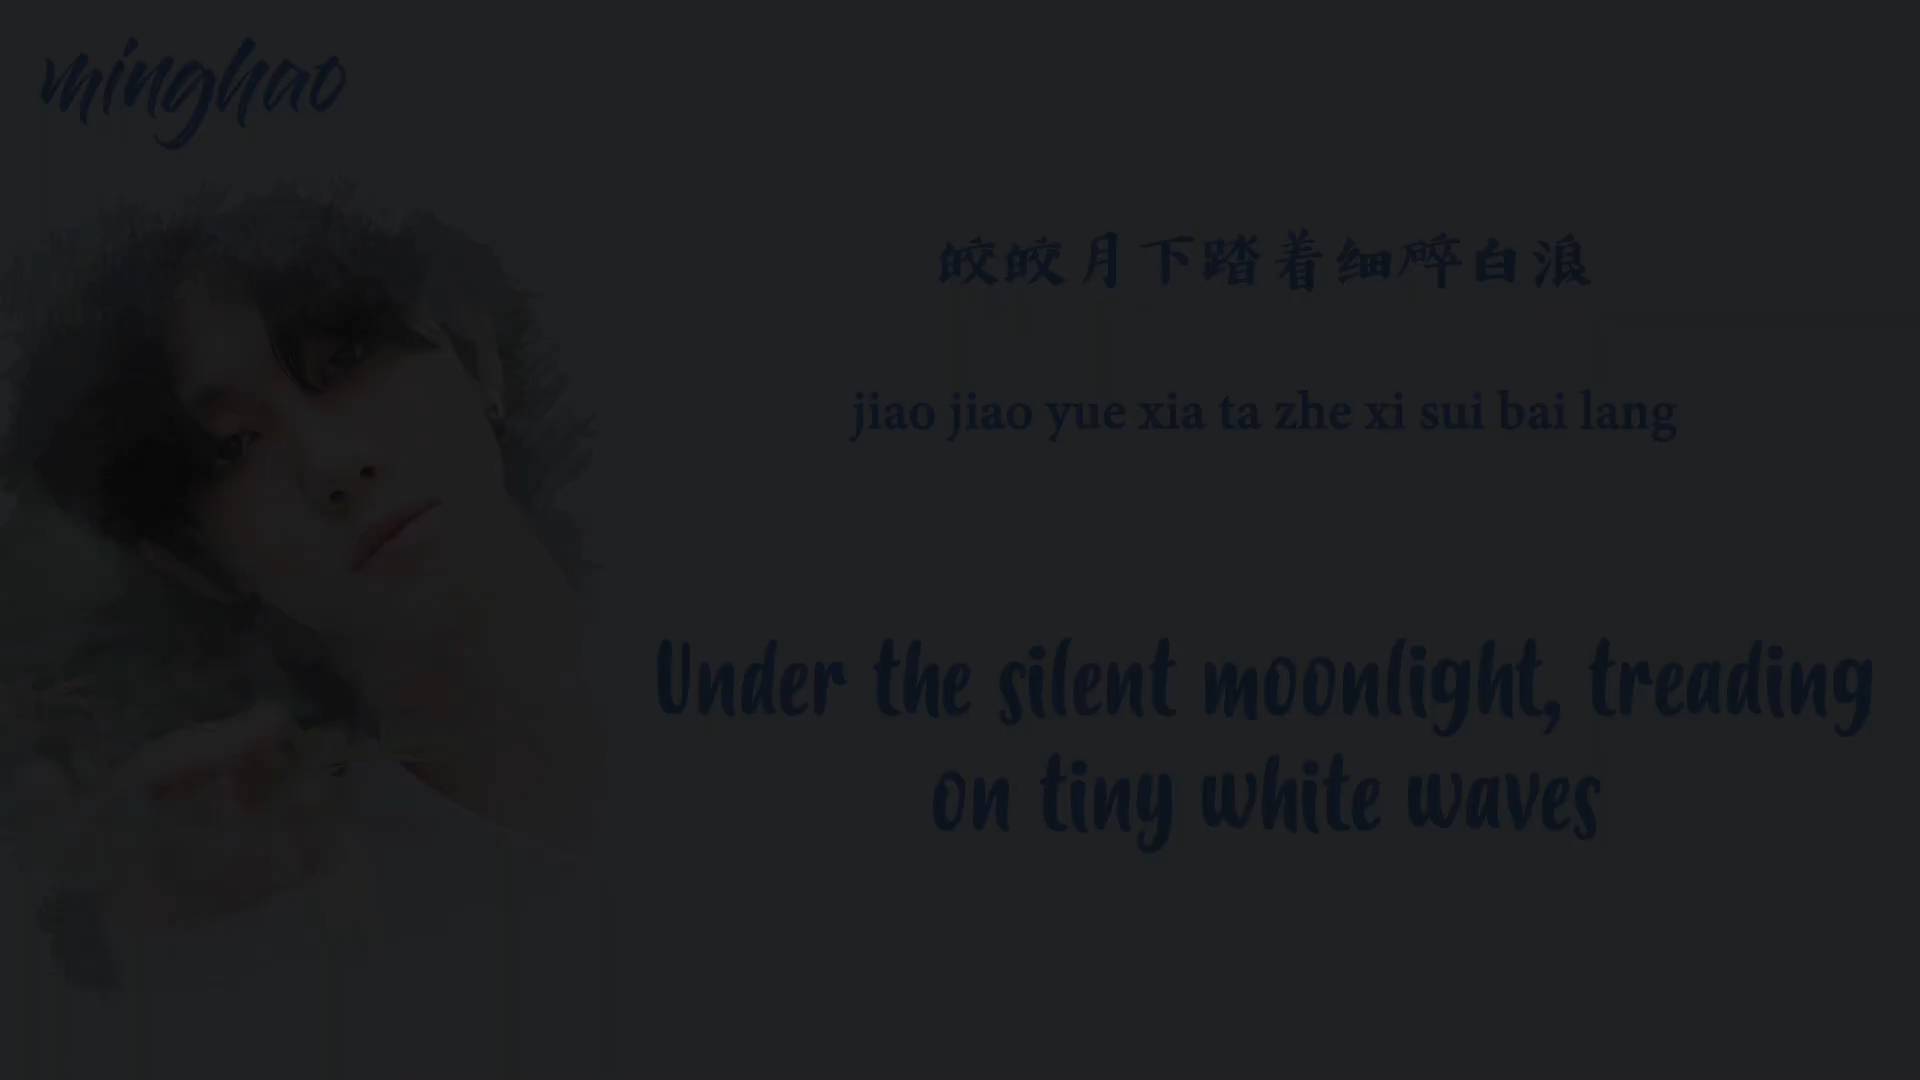 minghao
皎皎月下踏着细碎白浪
jiao jiao yue xia ta zhe xi sui bai lang
Under the silent moonlight, treading
on tiny white waves